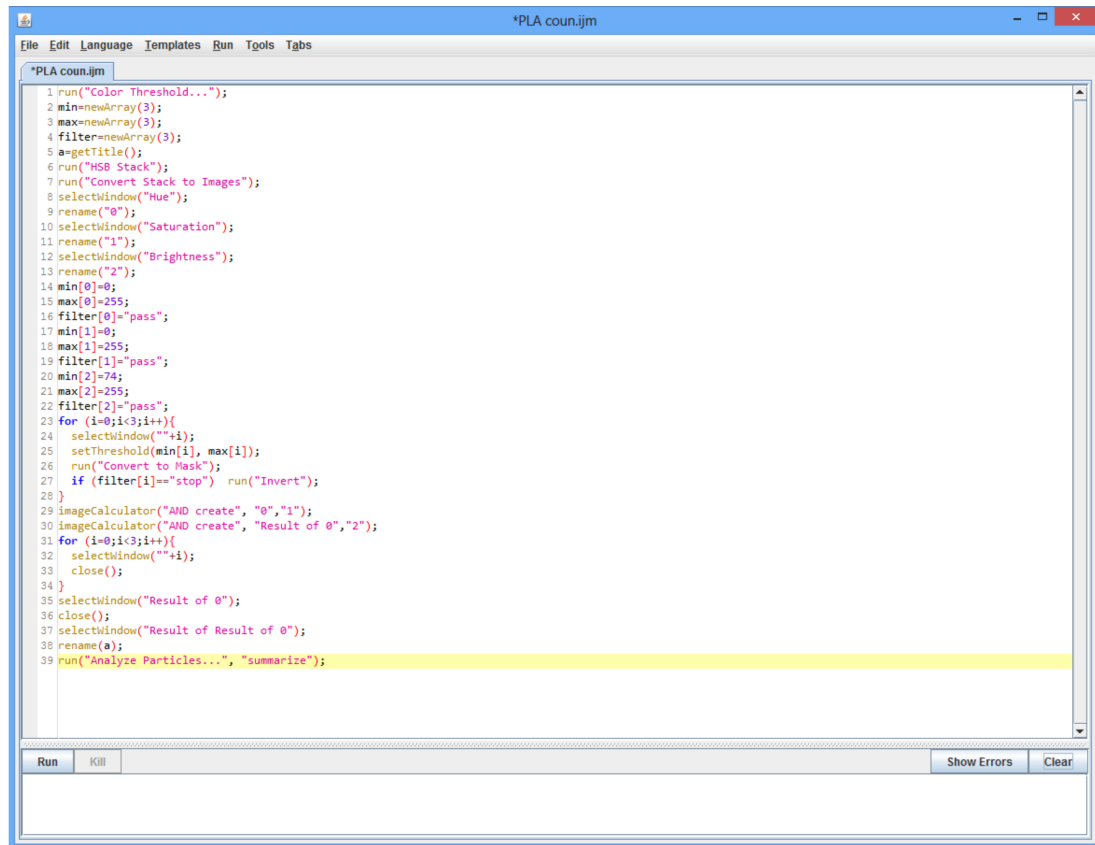 *PLA coun.ijm
File Edit Language Templates Run Tools Tabs
*PLA coun.ijm
1 run("Color Threshold...");
2 min=newArray(3);
3 max=newArray(3);
4 filter=newArray(3);
5 a=getTitle();
6 run("HSB Stack");
7 run("Convert Stack to Images");
8 selectWindow("Hue");
9 rename("0");
10 selectWindow("Saturation");
11 rename("1");
12 selectWindow("Brightness");
13 rename("2");
14 min[0]=0;
15 max[0]=255;
16 filter[0]="pass";
17 min[1]=0;
18 max[1]=255;
19 filter[1]="pass";
20 min[2]=74;
21 max[2]=255;
22 filter[2]="pass";
23 for (i=0;i<3;i++){
24   selectWindow(""+i);
25   setThreshold(min[i], max[i]);
26   run("Convert to Mask");
27   if (filter[i]=="stop")  run("Invert");
28 }
29 imageCalculator("AND create", "0","1");
30 imageCalculator("AND create", "Result of 0","2");
31 for (i=0;i<3;i++){
32   selectWindow(""+i);
33   close();
34 }
35 selectWindow("Result of 0");
36 close();
37 selectWindow("Result of Result of 0");
38 rename(a);
39 run("Analyze Particles...", "summarize");
Run Kill Show Errors Clear